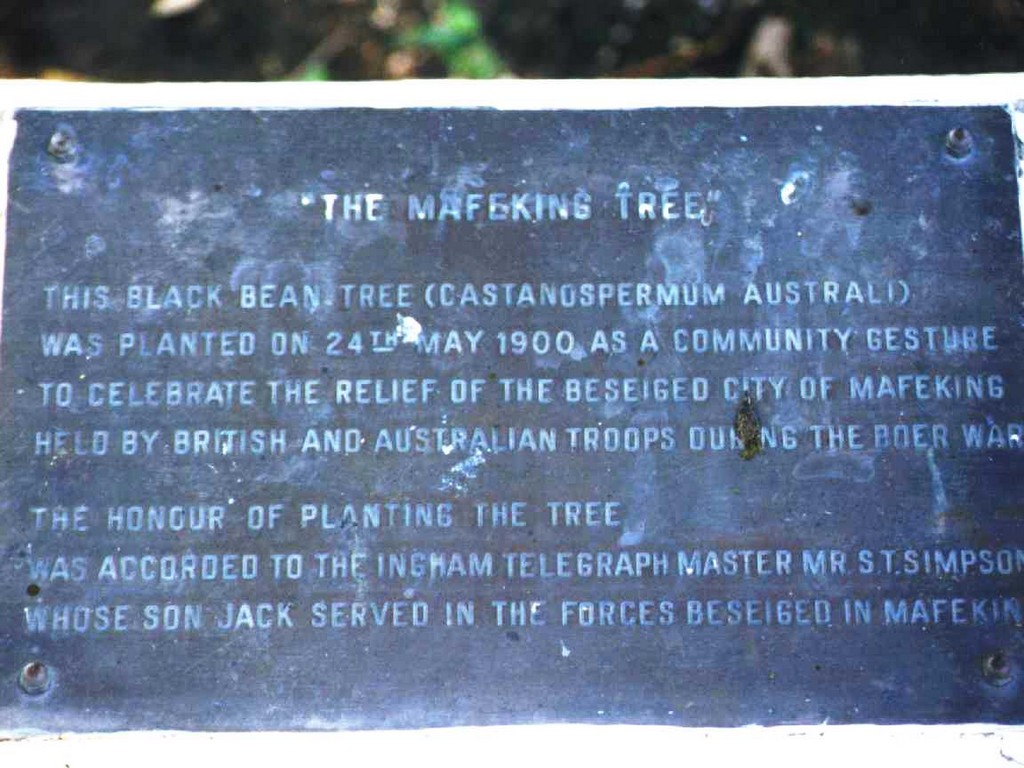 "THE MAFEKING TREE"
THIS BLACK BEAN TREE (CASTANOSPERMUM AUSTRALI)
WAS PLANTED ON 24TH MAY 1900 AS A COMMUNITY GESTURE
TO CELEBRATE THE RELIEF OF THE BESEIGED CITY OF MAFEKING
HELD BY BRITISH AND AUSTRALIAN TROOPS DURING THE BOER WAR
THE HONOUR OF PLANTING THE TREE
WAS ACCORDED TO THE INGHAM TELEGRAPH MASTER MR. S.T. SIMPSON
WHOSE SON JACK SERVED IN THE FORCES BESEIGED IN MAFEKIN